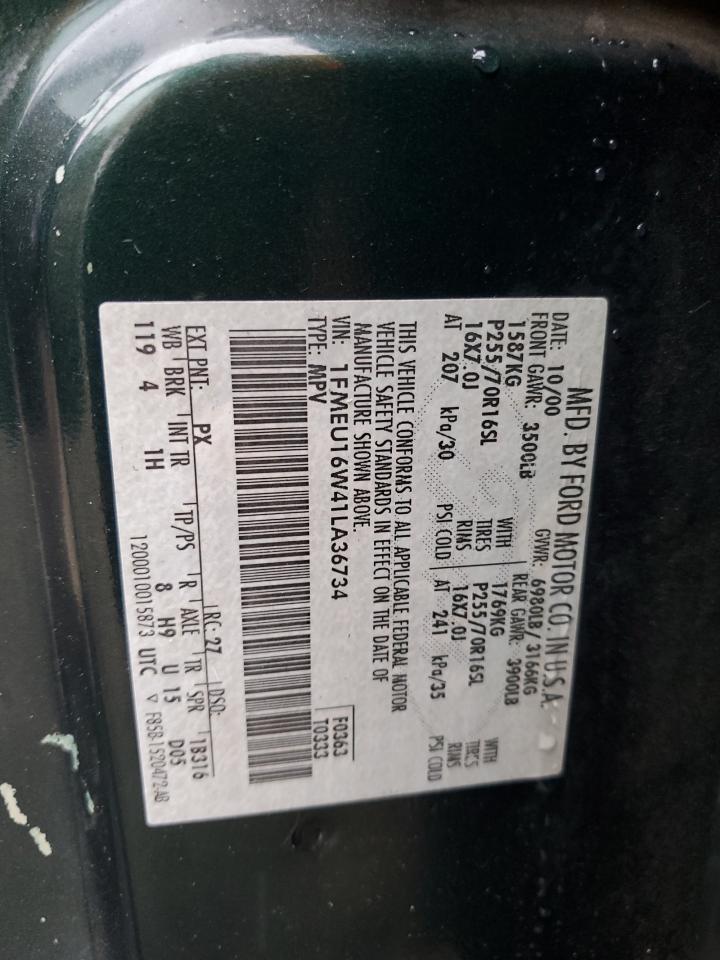 MFD. BY FORD MOTOR CO. IN U.S.A.
DATE: 10/00 GVWR: 6980LB/3166KG
FRONT GAWR: 3500LB REAR GAWR: 3900LB
1587KG WITH 1769KG WITH
P255/70R16SL TIRES P255/70R16SL TIRES
16X7.0J RIMS 16X7.0J RIMS
AT 207 kPa/30 PSI COLD AT 241 kPa/35 PSI COLD
THIS VEHICLE CONFORMS TO ALL APPLICABLE FEDERAL MOTOR
VEHICLE SAFETY STANDARDS IN EFFECT ON THE DATE OF
MANUFACTURE SHOWN ABOVE.
VIN: 1FMEU16W41LA36734 F0363
TYPE: MPV T0333
EXT PNT: PX RC: 27 DSO: 1B316
WB BRK INT TR TP/PS R AXLE TR SPR
119 4 1H 8 H9 U 15 D05
1200010015873 UTC ▽ F85B-1520472-AB